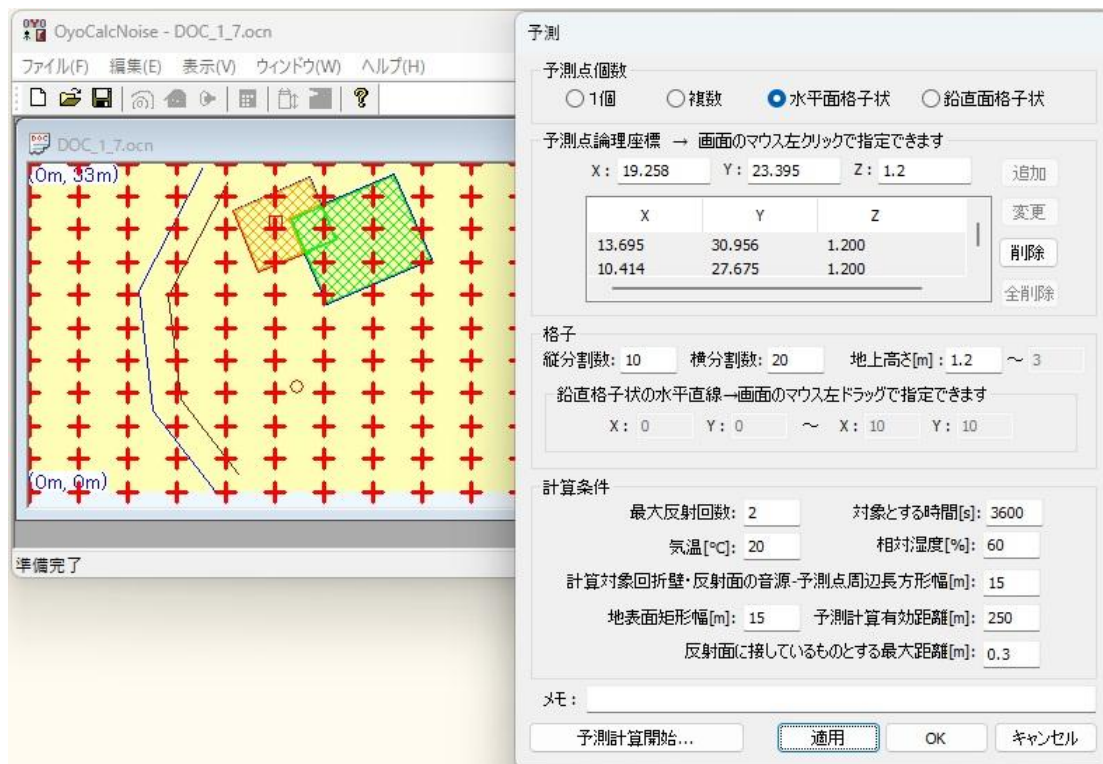 OyoCalcNoise - DOC_1_7.ocn
ファイル(F) 編集(E) 表示(V) ウィンドウ(W) ヘルプ(H)
DOC_1_7.ocn
(0m, 33m)
(0m, 0m)
準備完了
予測
予測点個数
1個 複数 水平面格子状 鉛直面格子状
予測点論理座標 → 画面のマウス左クリックで指定できます
X: 19.258 Y: 23.395 Z: 1.2 追加
X Y Z 変更
13.695 30.956 1.200
10.414 27.675 1.200 削除
全削除
格子
縦分割数: 10 横分割数: 20 地上高さ[m]: 1.2 ~ 3
鉛直格子状の水平直線→画面のマウス左ドラッグで指定できます
X: 0 Y: 0 ~ X: 10 Y: 10
計算条件
最大反射回数: 2 対象とする時間[s]: 3600
気温[℃]: 20 相対湿度[%]: 60
計算対象回折壁・反射面の音源-予測点周辺長方形幅[m]: 15
地表面矩形幅[m]: 15 予測計算有効距離[m]: 250
反射面に接しているものとする最大距離[m]: 0.3
メモ:
予測計算開始... 適用 OK キャンセル